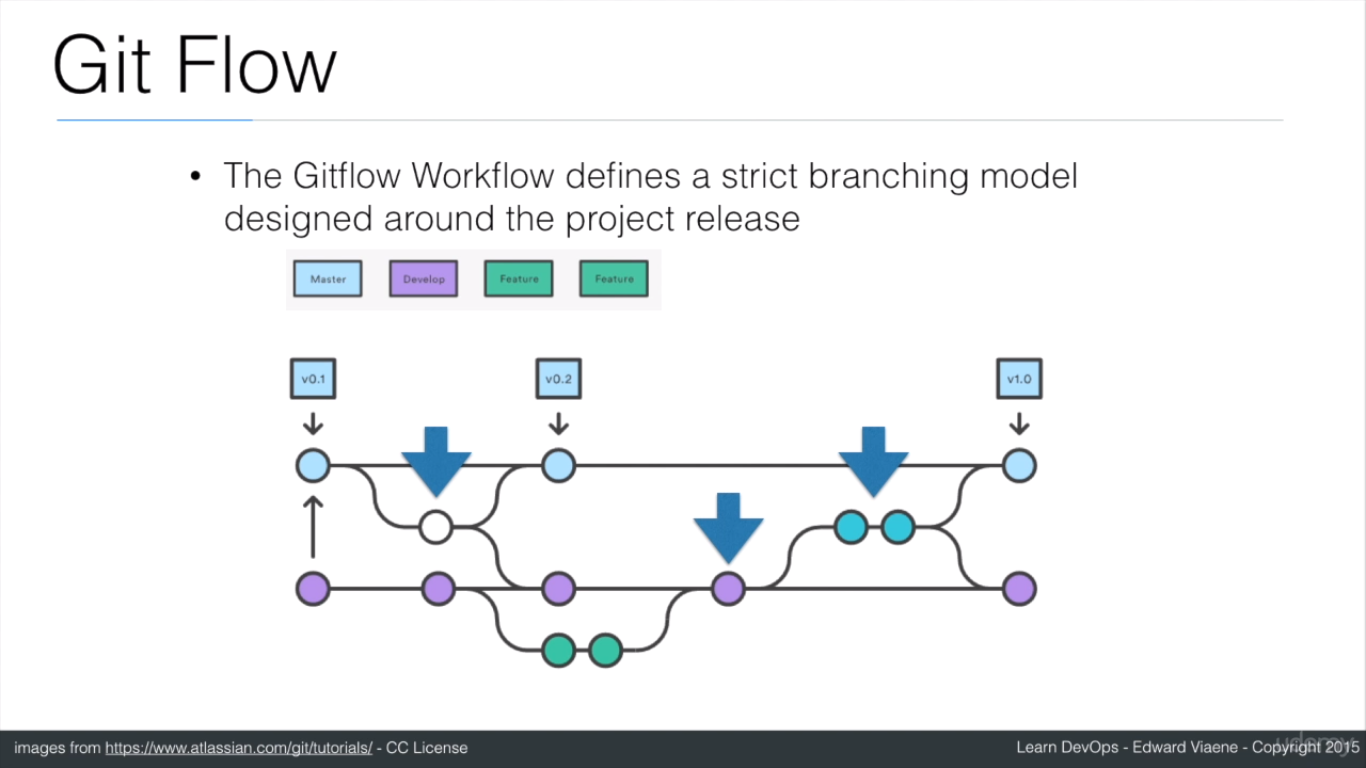 Git Flow
• The Gitflow Workflow defines a strict branching model
designed around the project release
Master Develop Feature Feature
v0.1 v0.2 v1.0
images from https://www.atlassian.com/git/tutorials/ - CC License
Learn DevOps - Edward Viaene - Copyright 2015
udemy